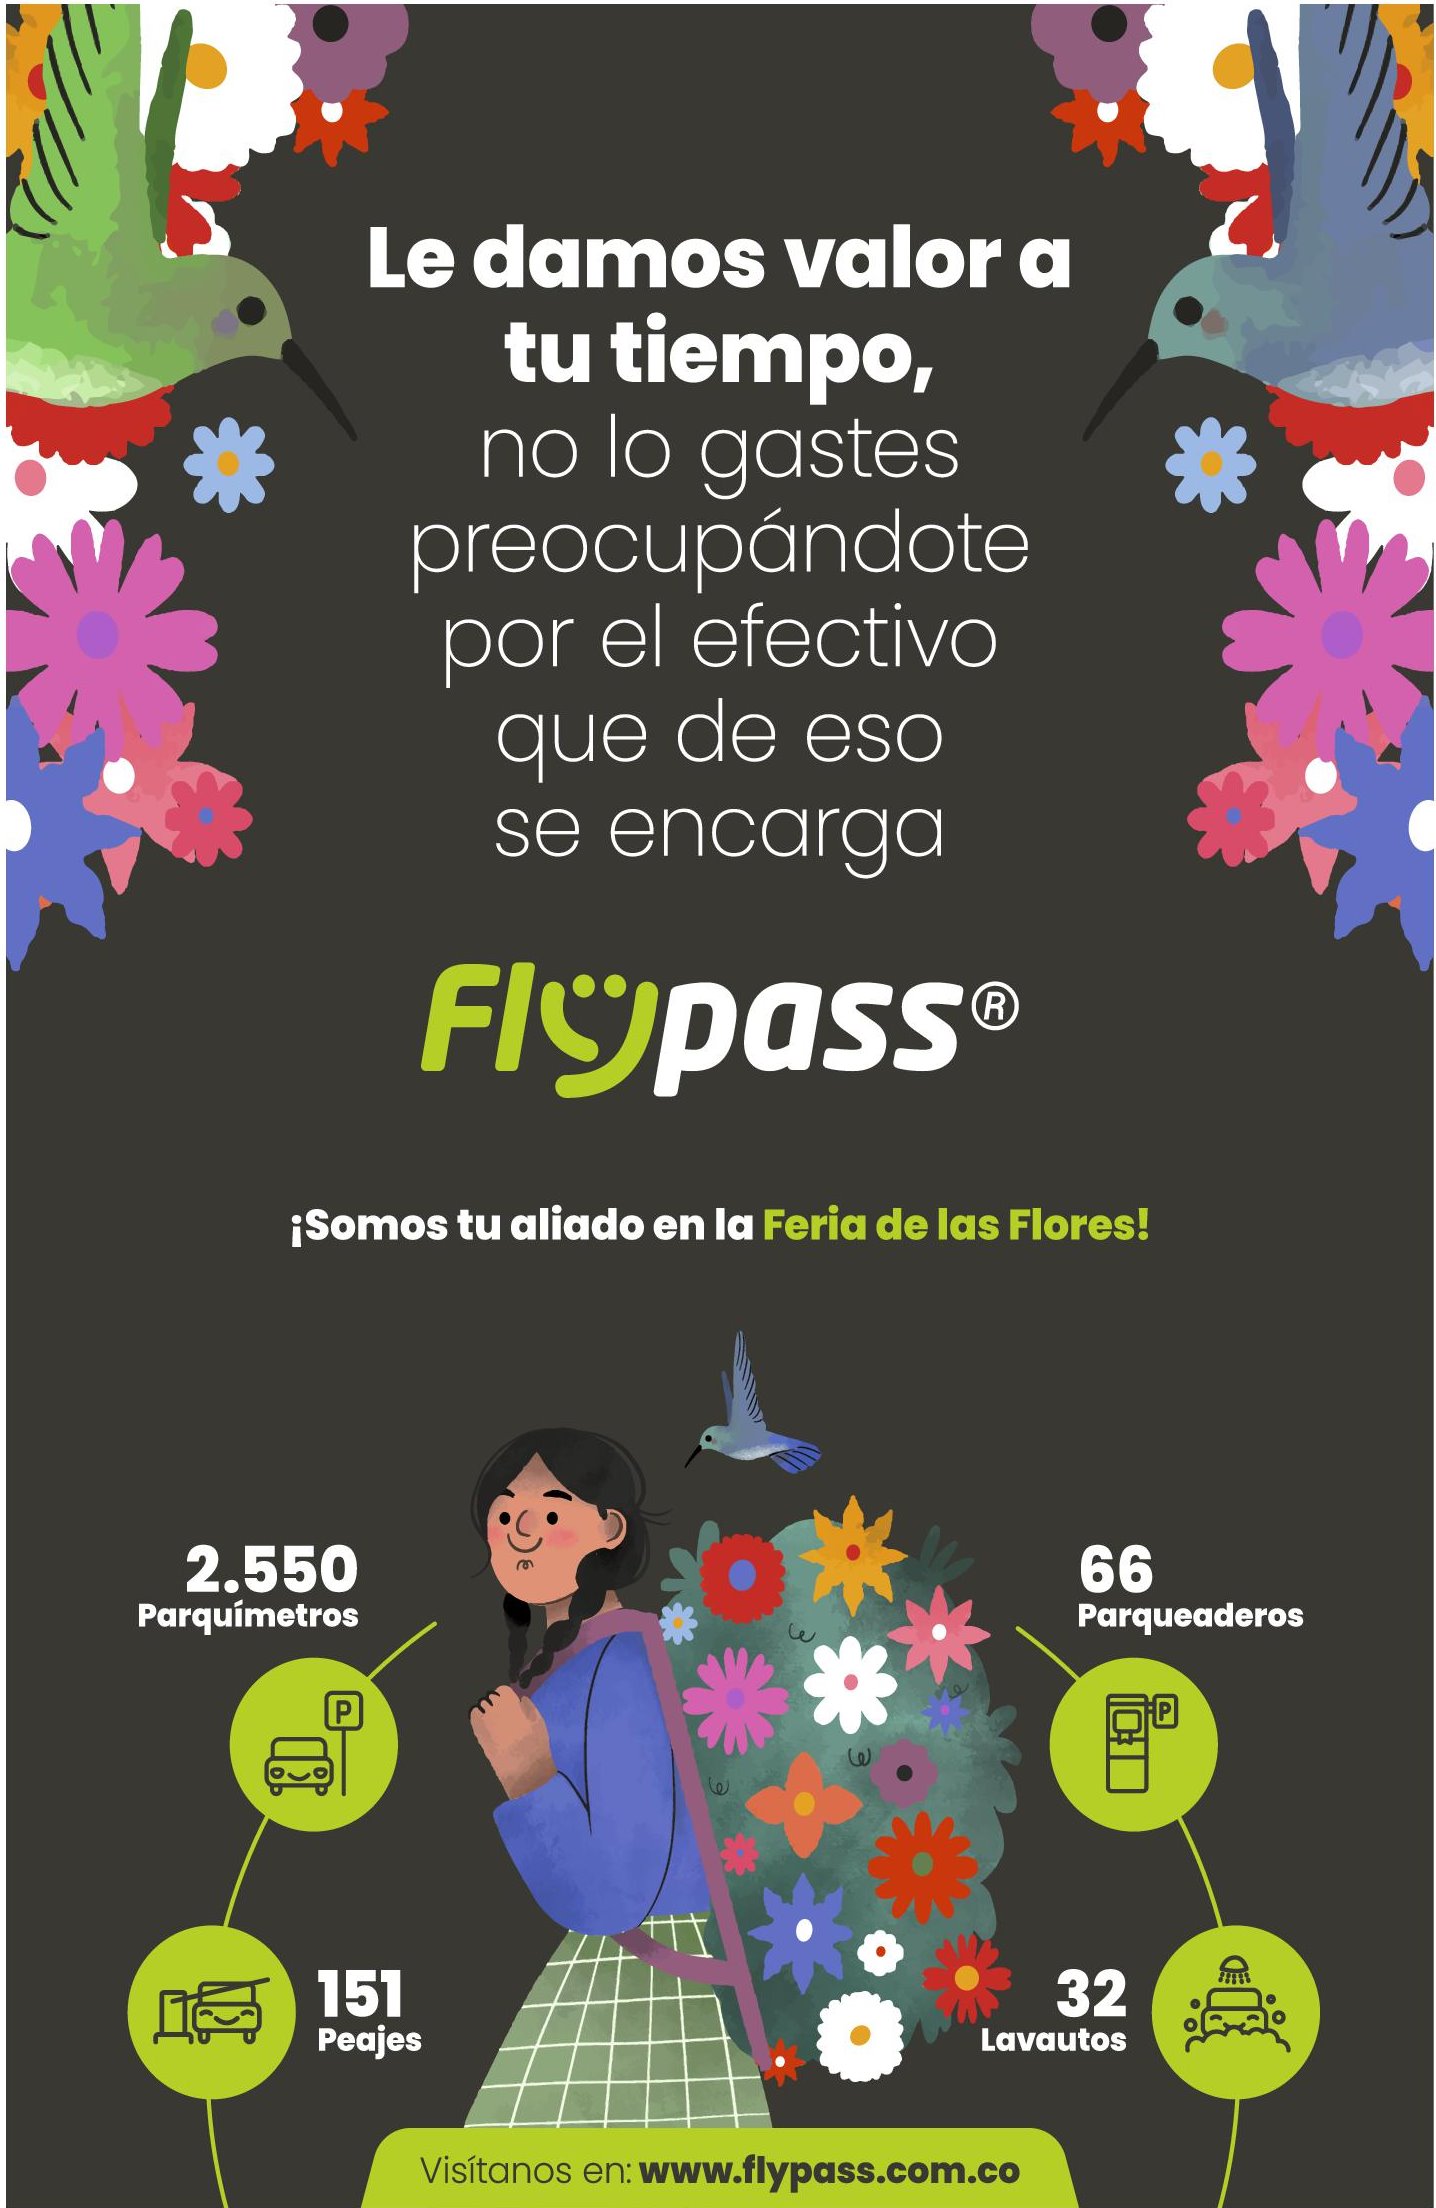 Le damos valor a
tu tiempo,
no lo gastes
preocupándote
por el efectivo
que de eso
se encarga
Flypass®
¡Somos tu aliado en la Feria de las Flores!
2.550
Parquímetros
P
66
Parqueaderos
P
151
Peajes
32
Lavautos
Visítanos en: www.flypass.com.co